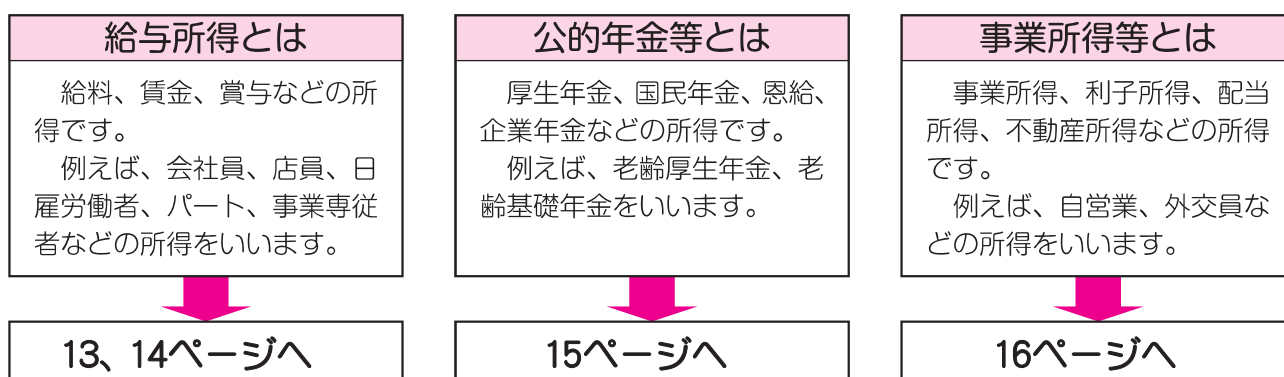 給与所得とは
　給料、賃金、賞与などの所
得です。
　例えば、会社員、店員、日
雇労働者、パート、事業専従
者などの所得をいいます。
13、14ページへ
公的年金等とは
　厚生年金、国民年金、恩給、
企業年金などの所得です。
　例えば、老齢厚生年金、老
齢基礎年金をいいます。
15ページへ
事業所得等とは
　事業所得、利子所得、配当
所得、不動産所得などの所得
です。
　例えば、自営業、外交員な
どの所得をいいます。
16ページへ